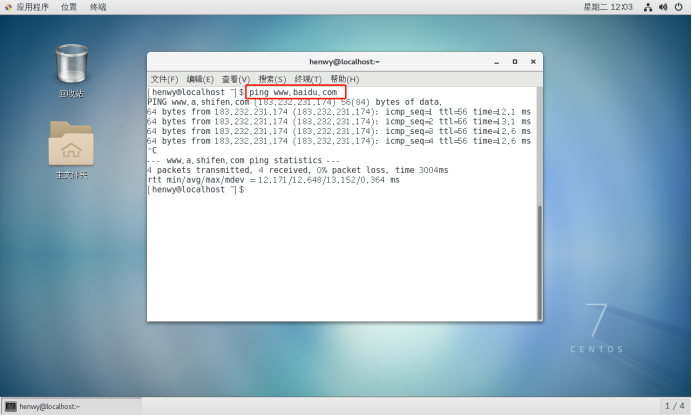 应用程序 位置 终端 星期二 12:03
回收站
主文件夹
henwy@localhost:~
文件(F) 编辑(E) 查看(V) 搜索(S) 终端(T) 帮助(H)
[henwy@localhost ~]$ ping www.baidu.com
PING www.a.shifen.com (183.232.231.174) 56(84) bytes of data.
64 bytes from 183.232.231.174 (183.232.231.174): icmp_seq=1 ttl=56 time=12.1 ms
64 bytes from 183.232.231.174 (183.232.231.174): icmp_seq=2 ttl=56 time=13.1 ms
64 bytes from 183.232.231.174 (183.232.231.174): icmp_seq=3 ttl=56 time=12.6 ms
64 bytes from 183.232.231.174 (183.232.231.174): icmp_seq=4 ttl=56 time=12.6 ms
^C
--- www.a.shifen.com ping statistics ---
4 packets transmitted, 4 received, 0% packet loss, time 3004ms
rtt min/avg/max/mdev = 12.171/12.648/13.152/0.364 ms
[henwy@localhost ~]$
7
CENTOS
henwy@localhost:~ 1 / 4